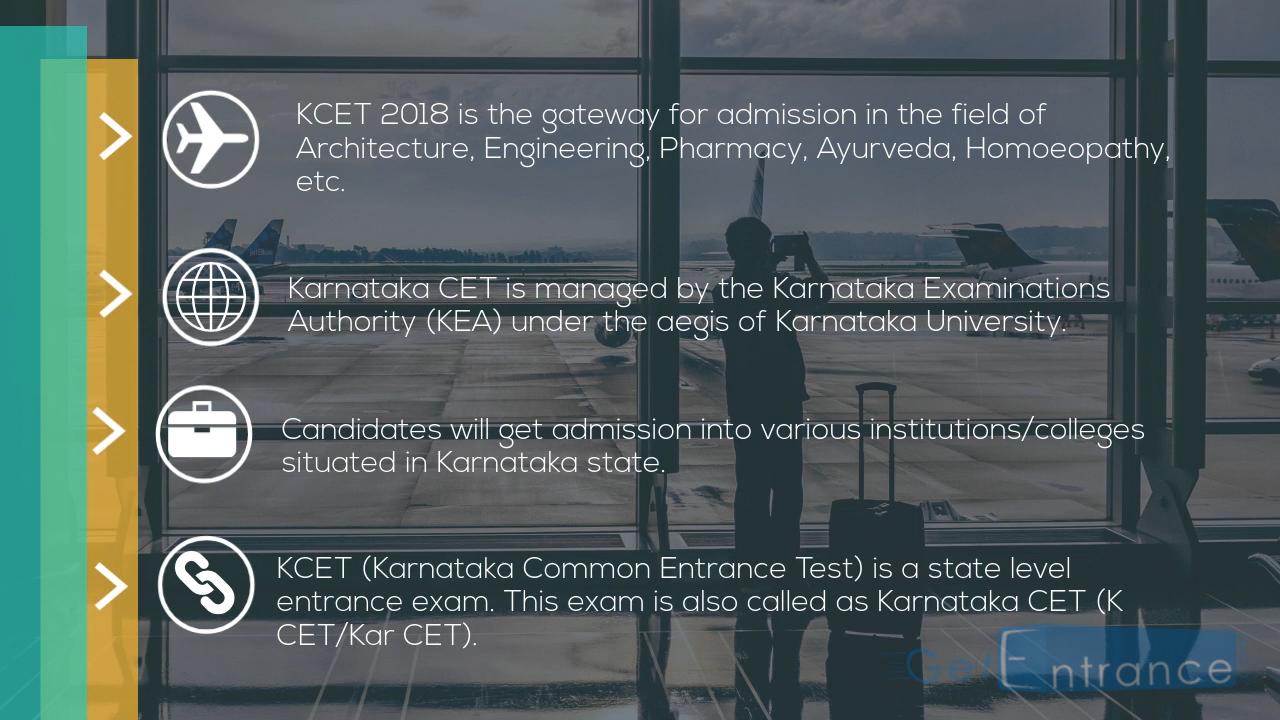 KCET 2018 is the gateway for admission in the field of
Architecture, Engineering, Pharmacy, Ayurveda, Homoeopathy,
etc.
Karnataka CET is managed by the Karnataka Examinations
Authority (KEA) under the aegis of Karnataka University.
Candidates will get admission into various institutions/colleges
situated in Karnataka state.
KCET (Karnataka Common Entrance Test) is a state level
entrance exam. This exam is also called as Karnataka CET (K
CET/Kar CET).
GetEntrance